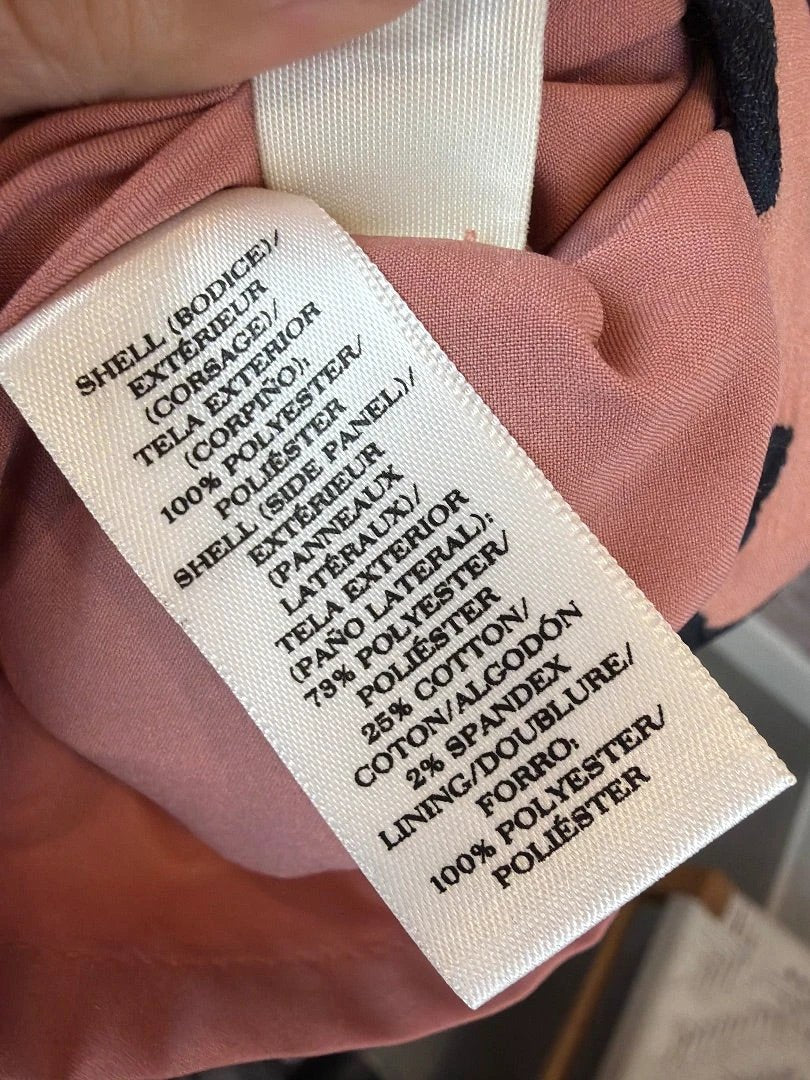 SHELL (BODICE)/
EXTÉRIEUR
(CORSAGE)/
TELA EXTERIOR
(CORPIÑO):
100% POLYESTER/
POLIÉSTER
SHELL (SIDE PANEL)/
EXTÉRIEUR
(PANNEAUX
LATÉRAUX)/
TELA EXTERIOR
(PAÑO LATERAL):
73% POLYESTER/
POLIÉSTER
25% COTTON/
COTON/ALGODÓN
2% SPANDEX
LINING/DOUBLURE/
FORRO:
100% POLYESTER/
POLIÉSTER